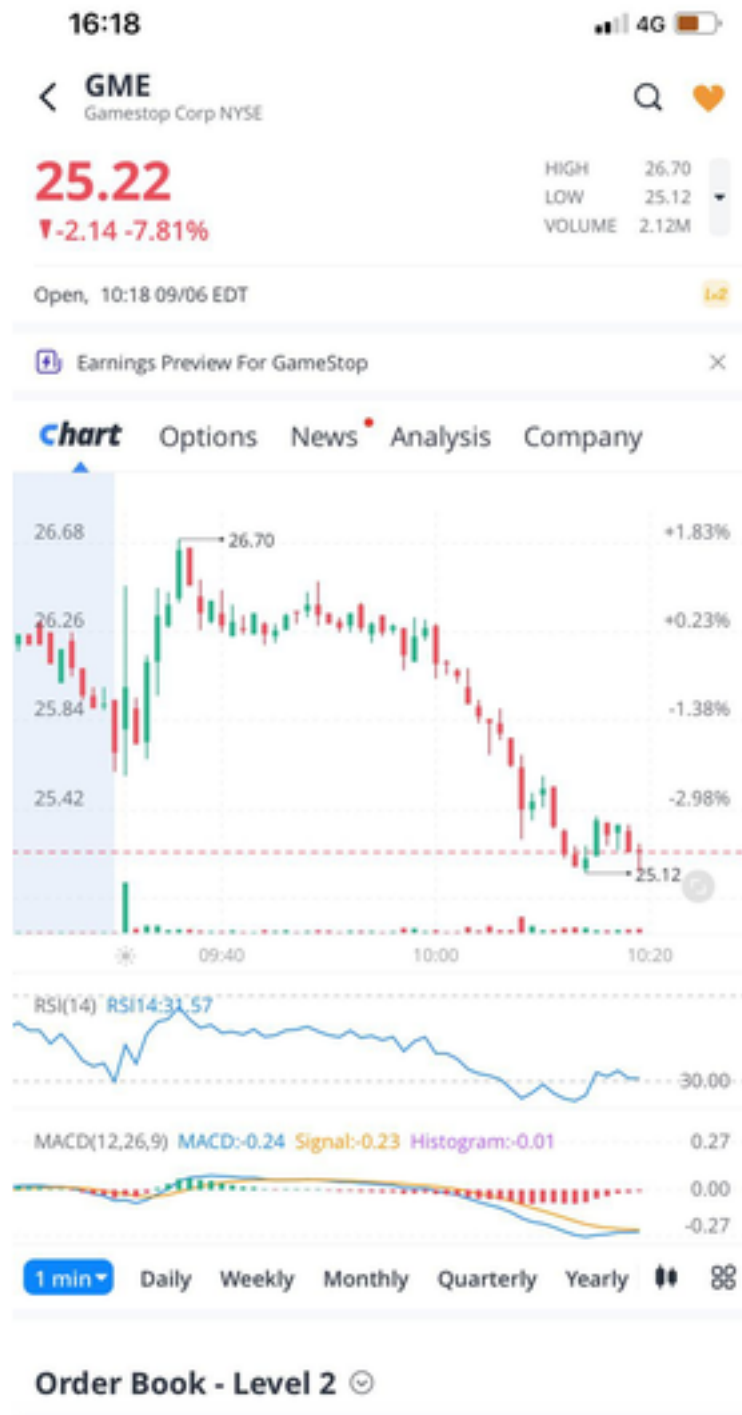 16:18 4G
GME
Gamestop Corp NYSE
25.22
▼-2.14 -7.81%
HIGH 26.70
LOW 25.12
VOLUME 2.12M
Open, 10:18 09/06 EDT
Lv2
Earnings Preview For GameStop ×
Chart Options News Analysis Company
26.68 +1.83%
26.70
26.26 +0.23%
25.84 -1.38%
25.42 -2.98%
25.12
09:40 10:00 10:20
RSI(14) RSI14:31.57
30.00
MACD(12,26,9) MACD:-0.24 Signal:-0.23 Histogram:-0.01 0.27
0.00
-0.27
1 min Daily Weekly Monthly Quarterly Yearly
Order Book - Level 2